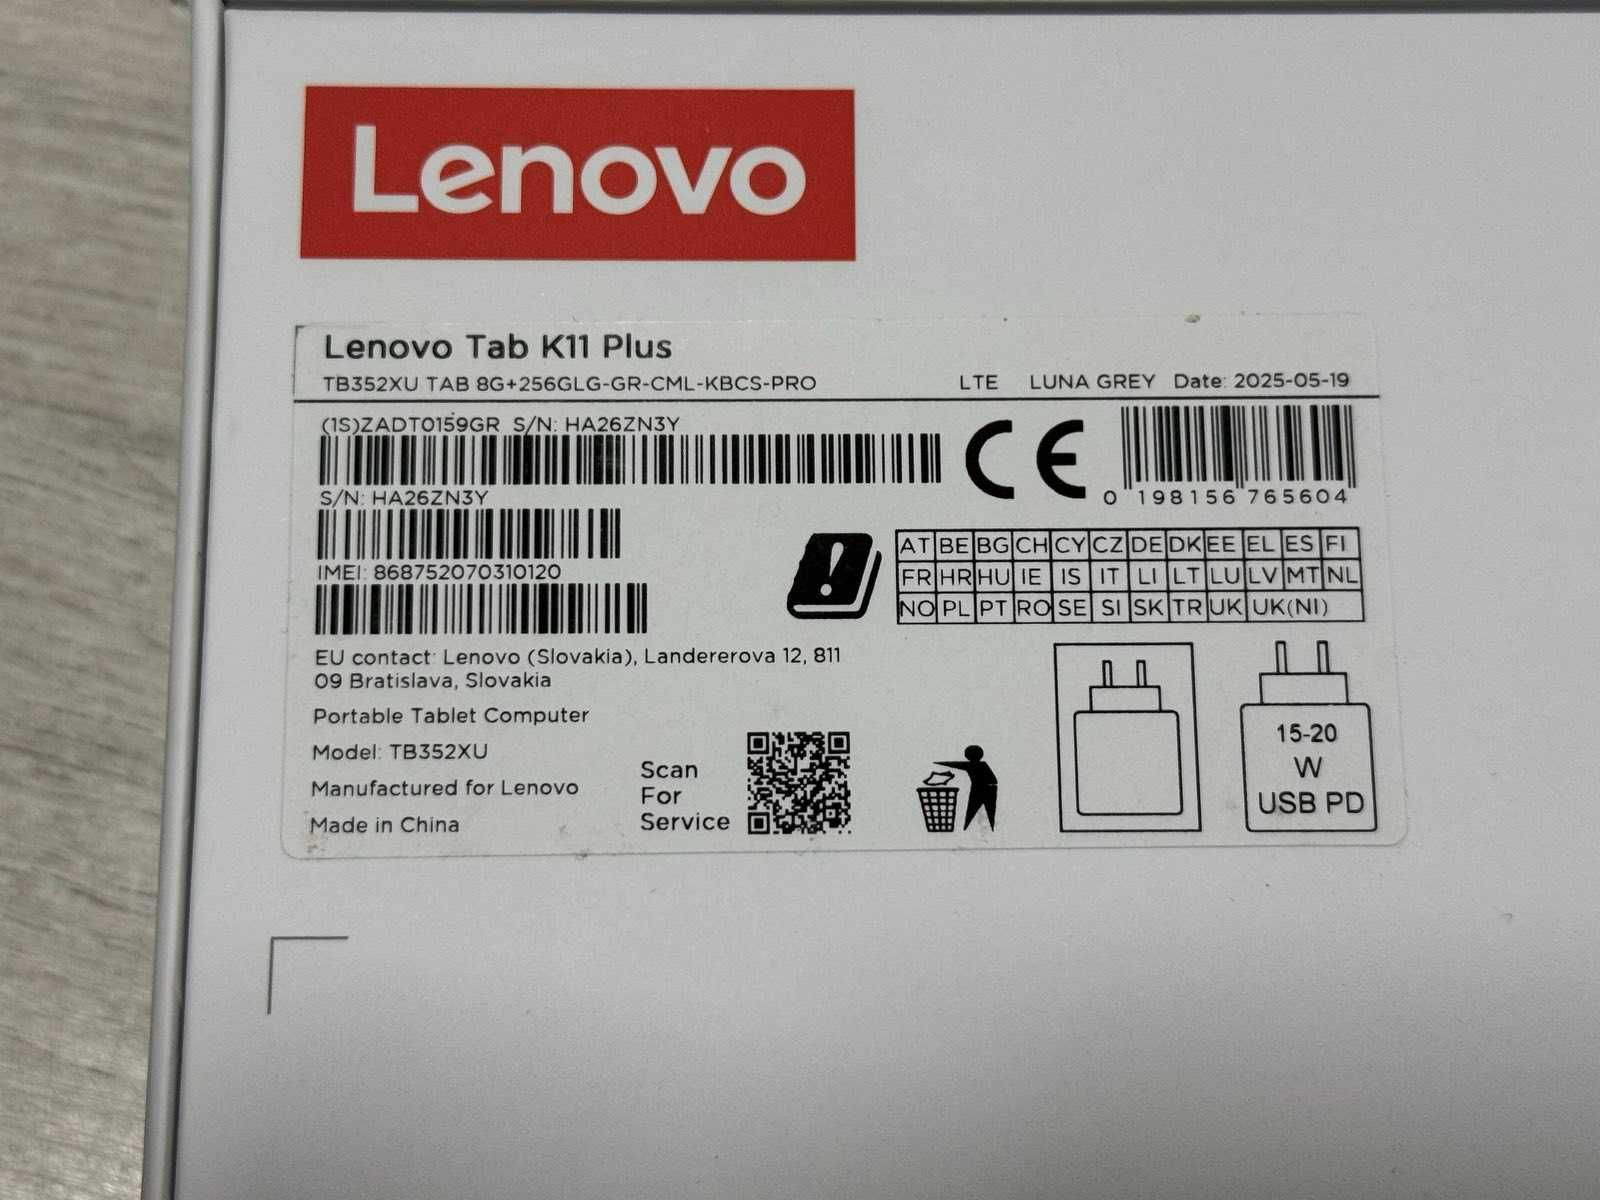 Lenovo
Lenovo Tab K11 Plus
TB352XU TAB 8G+256GLG-GR-CML-KBCS-PRO LTE LUNA GREY Date: 2025-05-19
(1S)ZADT0159GR S/N: HA26ZN3Y
S/N: HA26ZN3Y
0 198156 765604
IMEI: 868752070310120
AT BE BG CH CY CZ DE DK EE EL ES FI
FR HR HU IE IS IT LI LT LU LV MT NL
NO PL PT RO SE SI SK TR UK UK(NI)
EU contact: Lenovo (Slovakia), Landererova 12, 811
09 Bratislava, Slovakia
Portable Tablet Computer
Model: TB352XU
Manufactured for Lenovo
Made in China
Scan
For
Service
15-20
W
USB PD